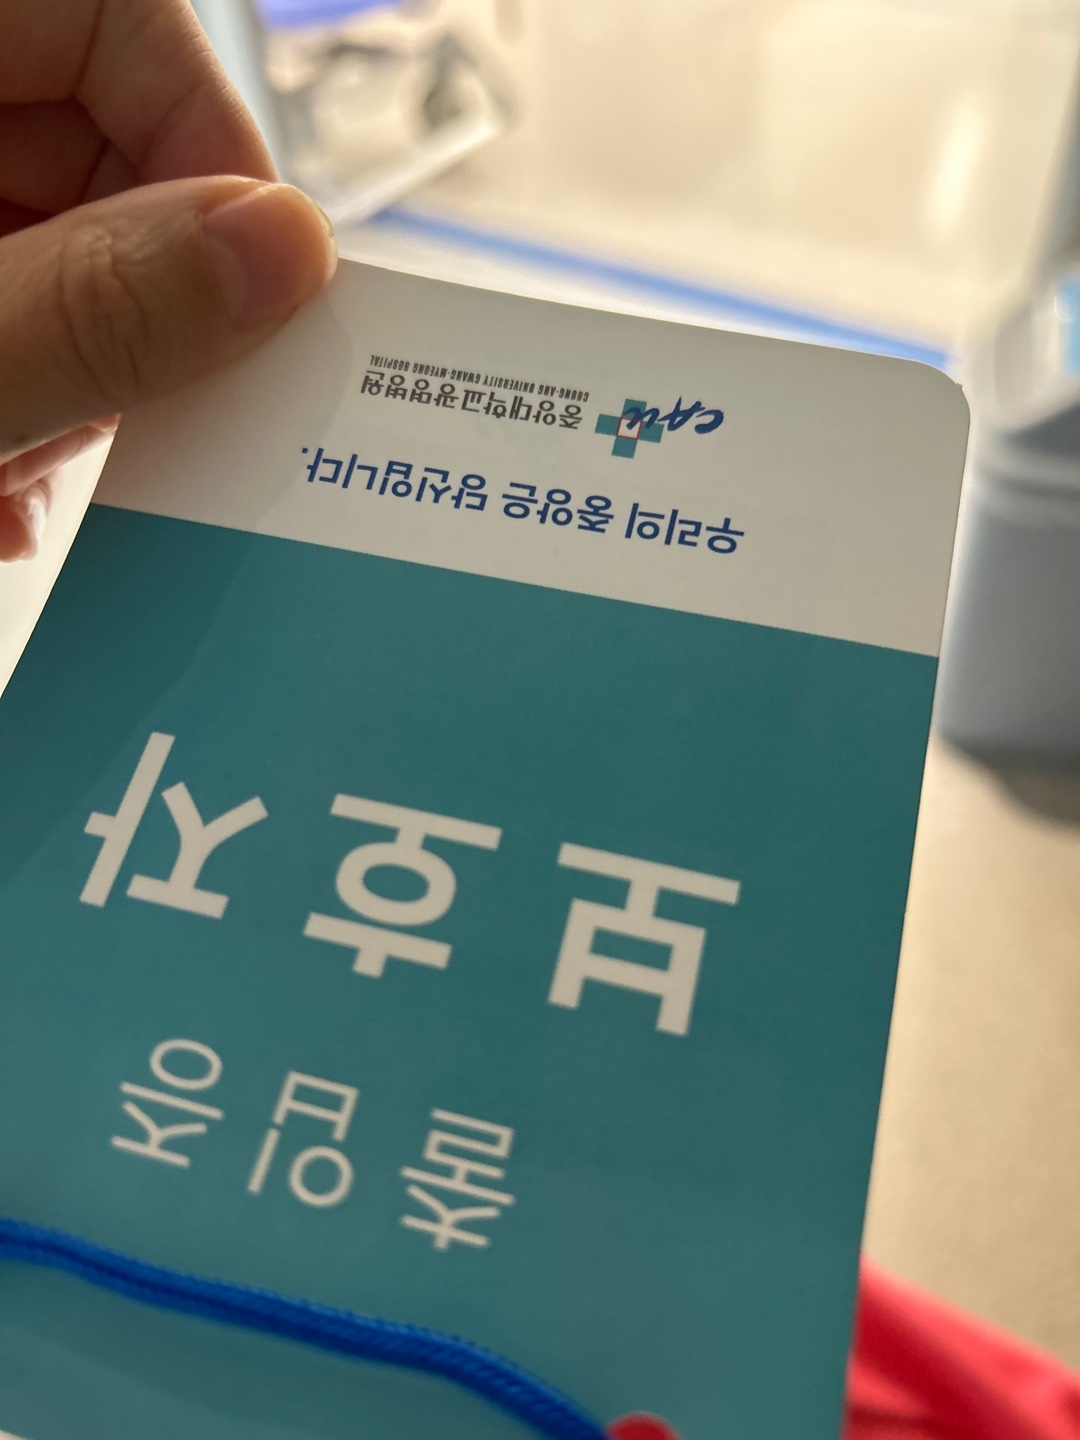 출입증
보호자
우리의 중앙은 당신입니다.
CAU
중앙대학교광명병원
CHUNG-ANG UNIVERSITY GWANG-MYEONG HOSPITAL